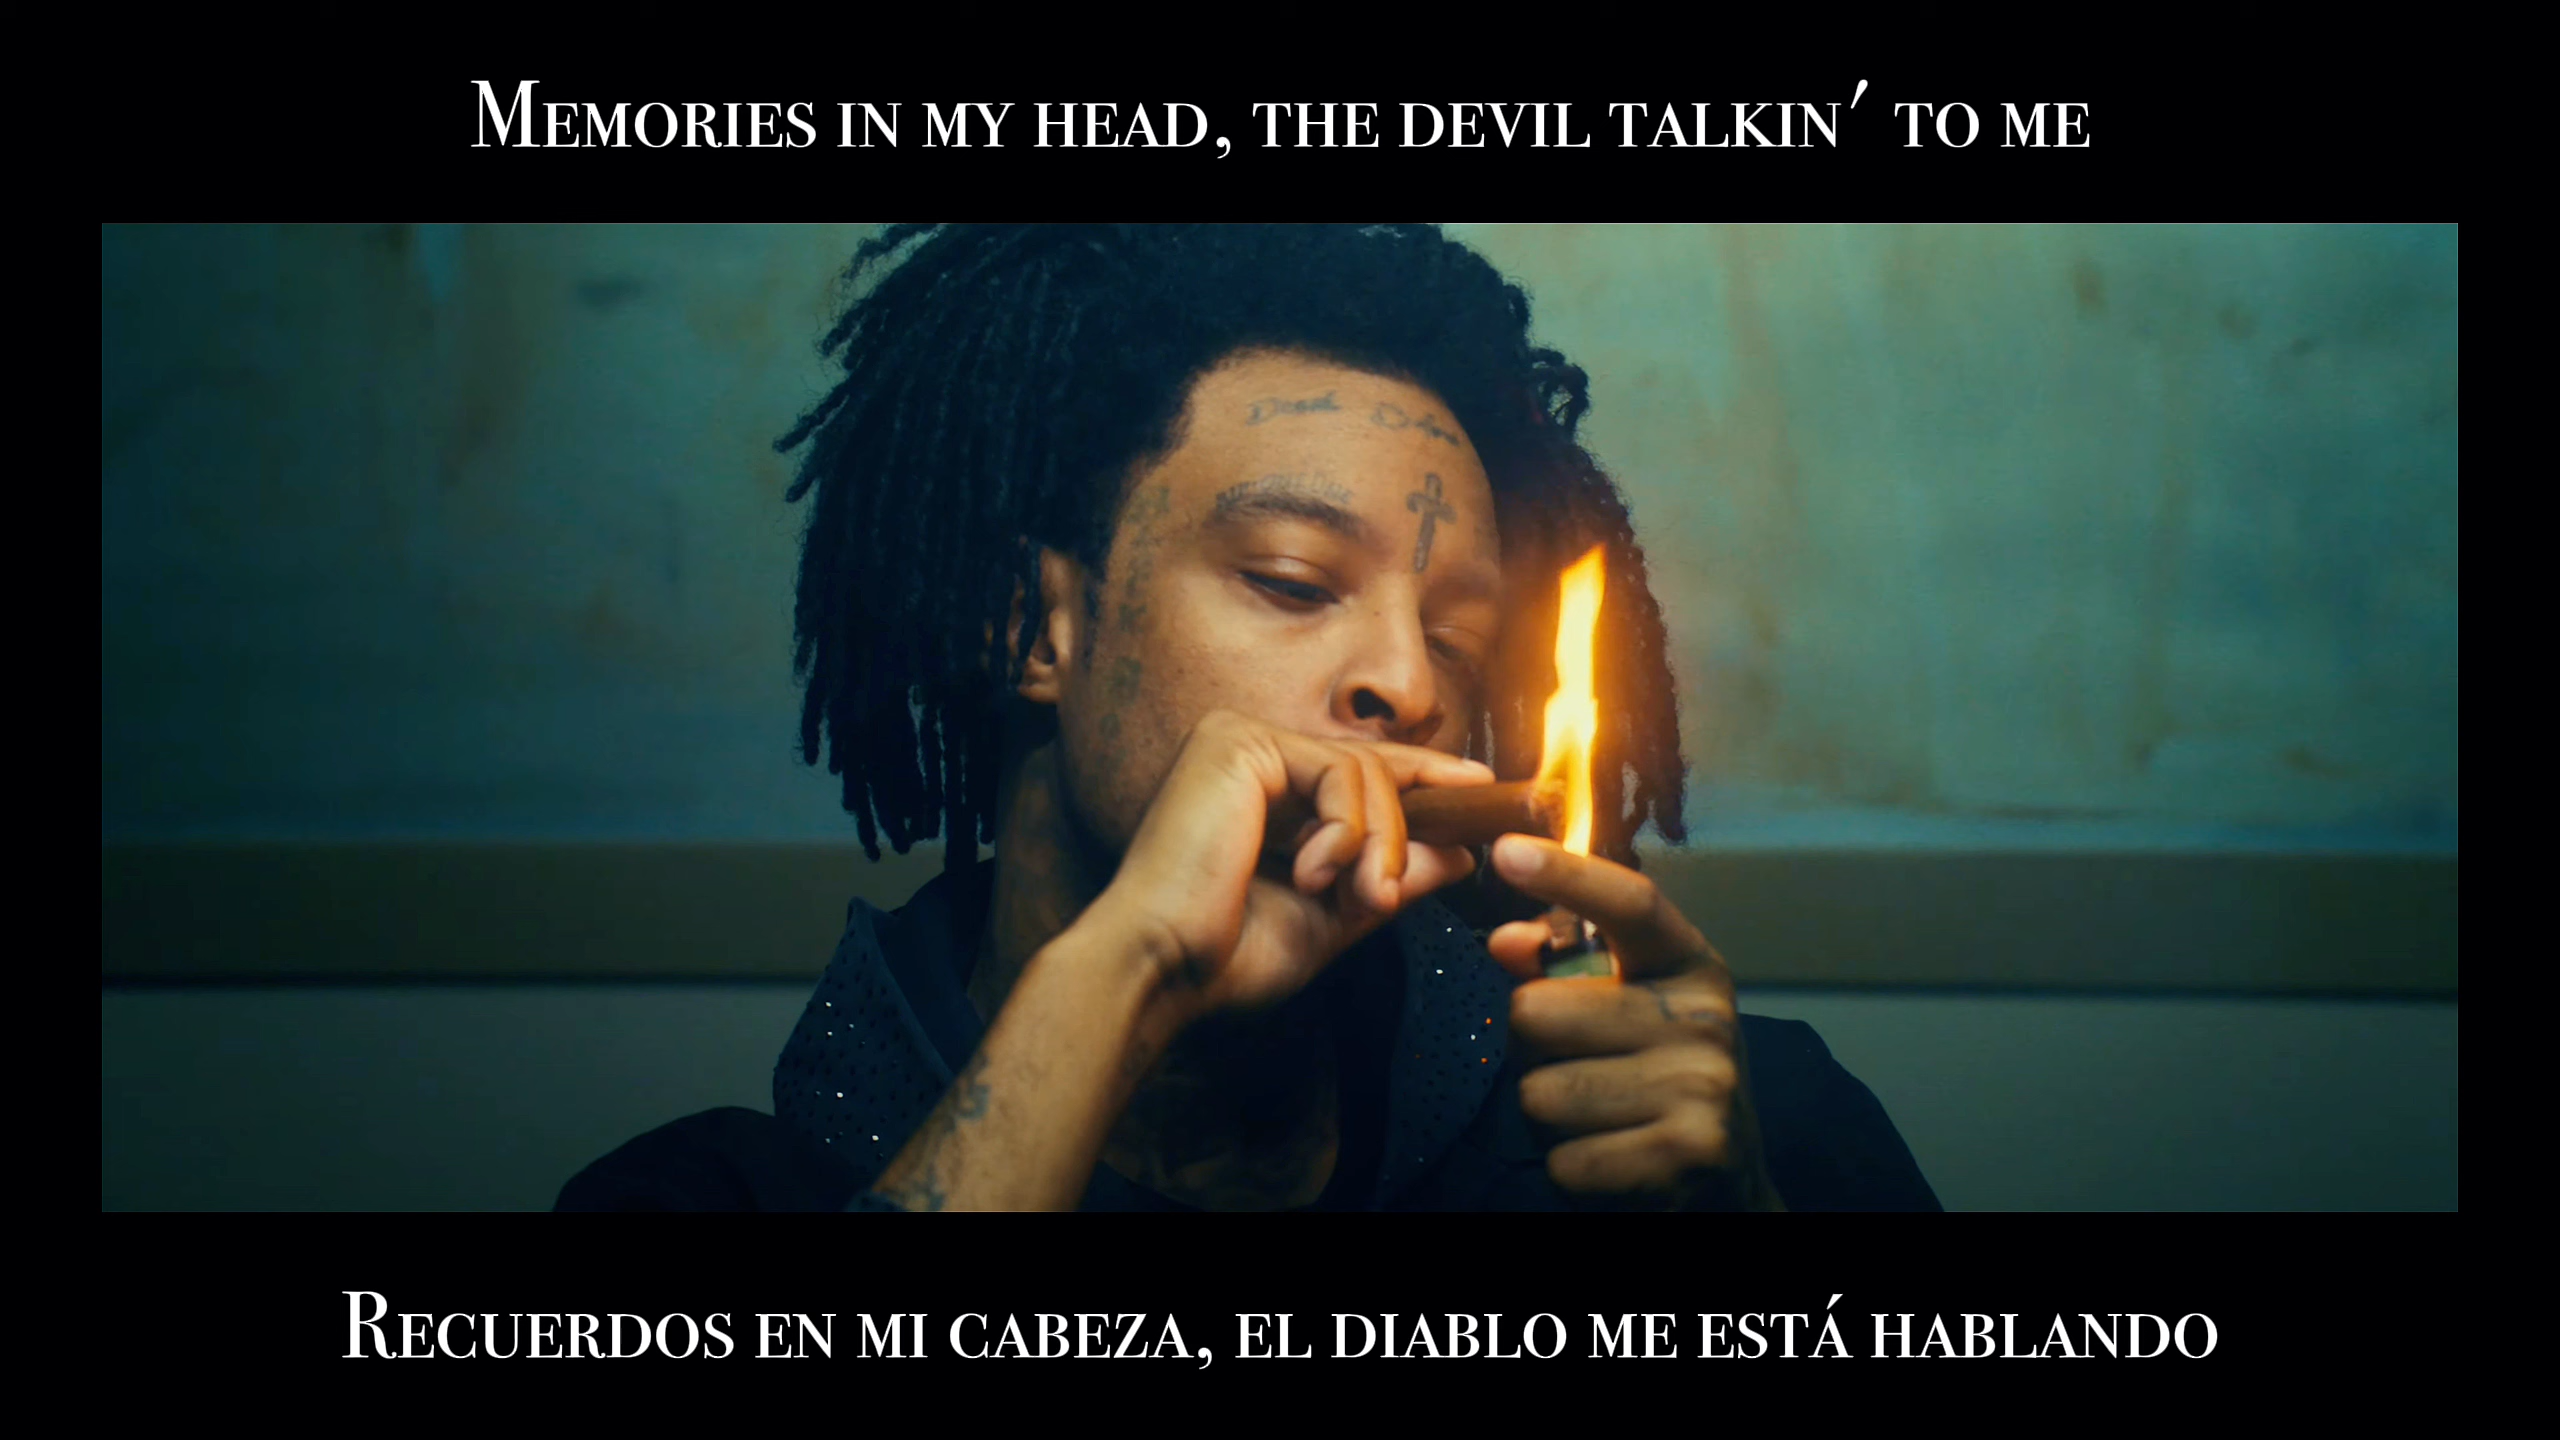 Memories in my head, the devil talkin' to me
Recuerdos en mi cabeza, el diablo me está hablando